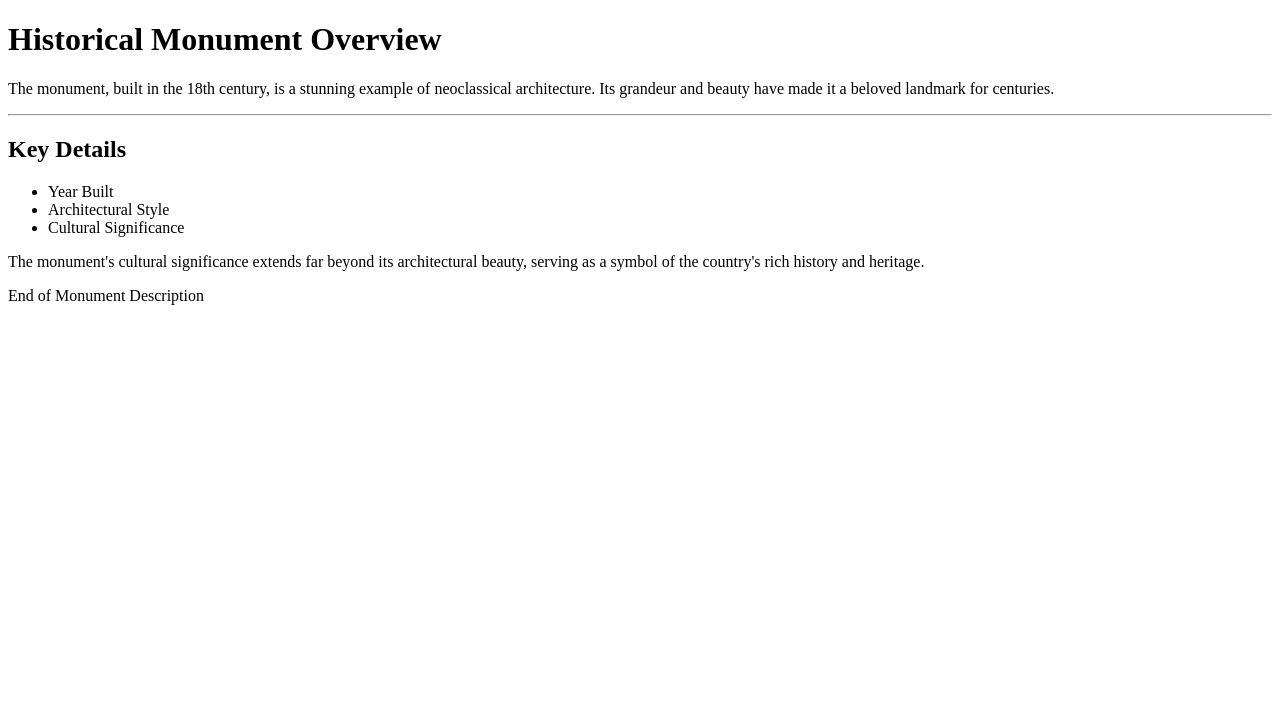 Historical Monument Overview
The monument, built in the 18th century, is a stunning example of neoclassical architecture. Its grandeur and beauty have made it a beloved landmark for centuries.
Key Details
Year Built
Architectural Style
Cultural Significance
The monument's cultural significance extends far beyond its architectural beauty, serving as a symbol of the country's rich history and heritage.
End of Monument Description